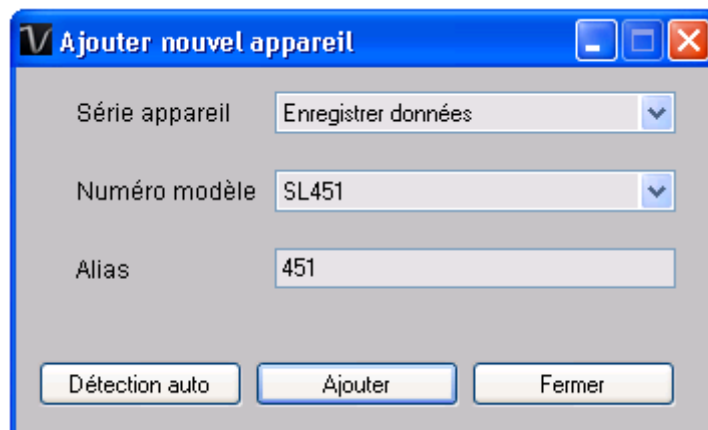 Ajouter nouvel appareil
Série appareil Enregistrer données
Numéro modèle SL451
Alias 451
Détection auto Ajouter Fermer